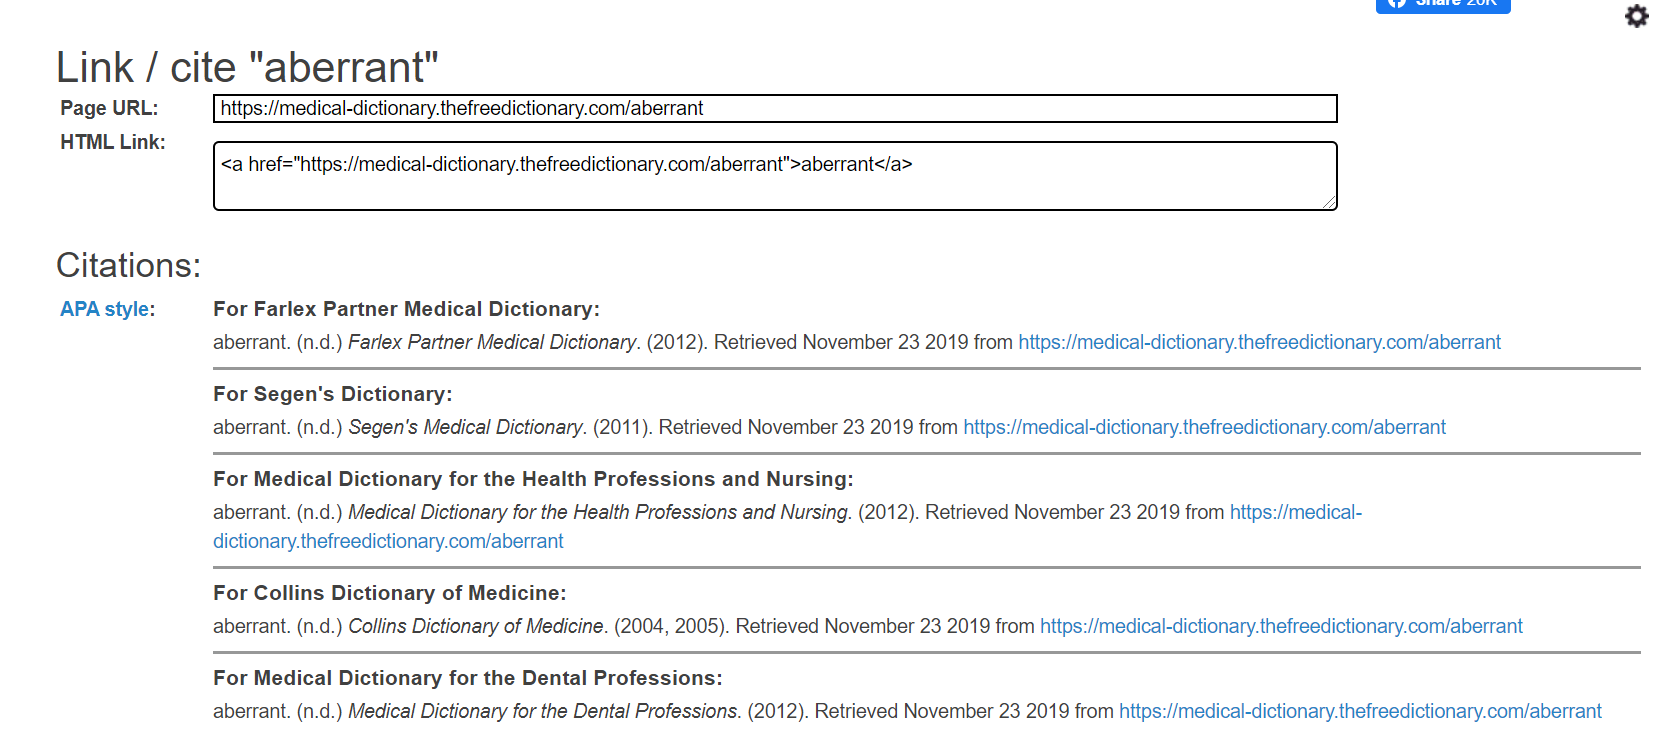 Share 20K
Link / cite "aberrant"
Page URL:
https://medical-dictionary.thefreedictionary.com/aberrant
HTML Link:
<a href="https://medical-dictionary.thefreedictionary.com/aberrant">aberrant</a>
Citations:
APA style:
For Farlex Partner Medical Dictionary:
aberrant. (n.d.) Farlex Partner Medical Dictionary. (2012). Retrieved November 23 2019 from https://medical-dictionary.thefreedictionary.com/aberrant
For Segen's Dictionary:
aberrant. (n.d.) Segen's Medical Dictionary. (2011). Retrieved November 23 2019 from https://medical-dictionary.thefreedictionary.com/aberrant
For Medical Dictionary for the Health Professions and Nursing:
aberrant. (n.d.) Medical Dictionary for the Health Professions and Nursing. (2012). Retrieved November 23 2019 from https://medical-
dictionary.thefreedictionary.com/aberrant
For Collins Dictionary of Medicine:
aberrant. (n.d.) Collins Dictionary of Medicine. (2004, 2005). Retrieved November 23 2019 from https://medical-dictionary.thefreedictionary.com/aberrant
For Medical Dictionary for the Dental Professions:
aberrant. (n.d.) Medical Dictionary for the Dental Professions. (2012). Retrieved November 23 2019 from https://medical-dictionary.thefreedictionary.com/aberrant